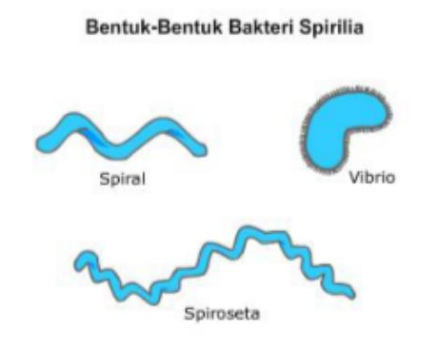 Bentuk-Bentuk Bakteri Spirilia
Spiral
Vibrio
Spiroseta